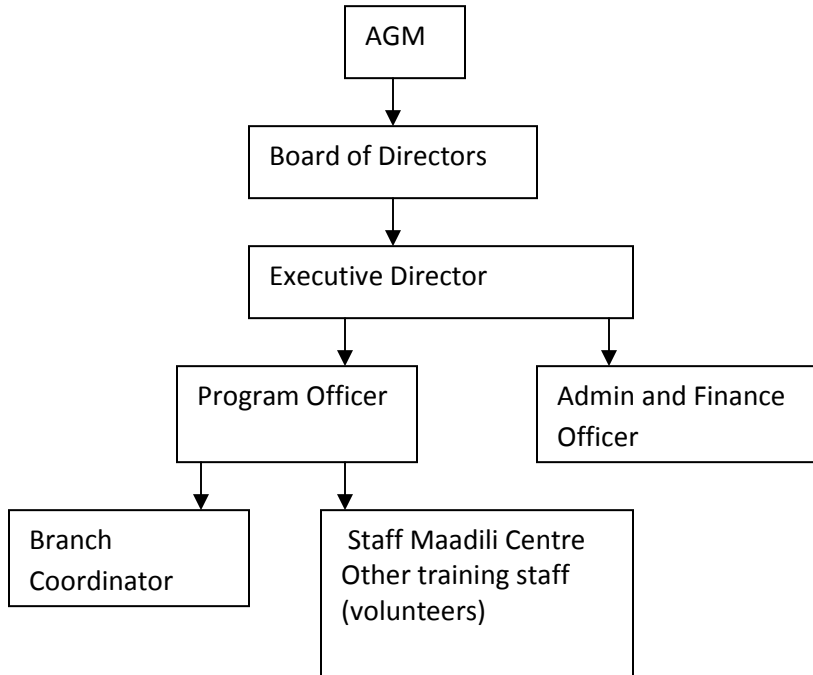 AGM
Board of Directors
Executive Director
Program Officer
Admin and Finance
Officer
Branch
Coordinator
Staff Maadili Centre
Other training staff
(volunteers)